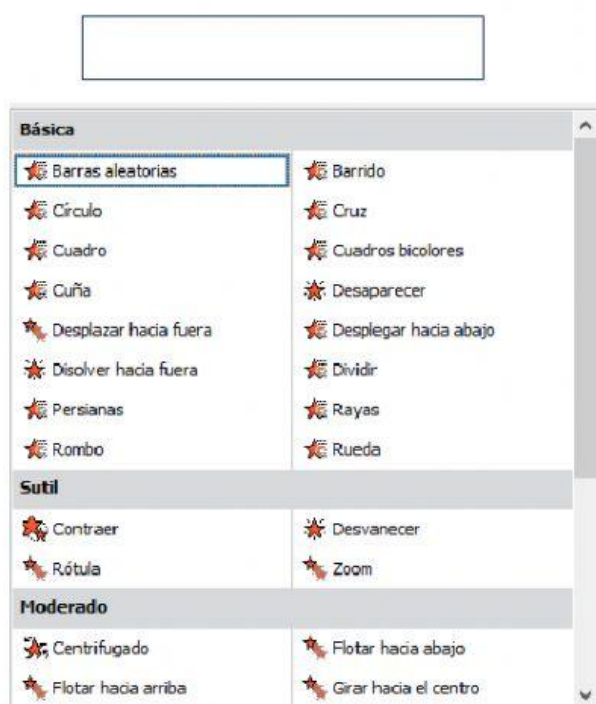 Básica
Barras aleatorias Barrido
Círculo Cruz
Cuadro Cuadros bicolores
Cuña Desaparecer
Desplazar hacia fuera Desplegar hacia abajo
Disolver hacia fuera Dividir
Persianas Rayas
Rombo Rueda
Sutil
Contraer Desvanecer
Rótula Zoom
Moderado
Centrifugado Flotar hacia abajo
Flotar hacia arriba Girar hacia el centro